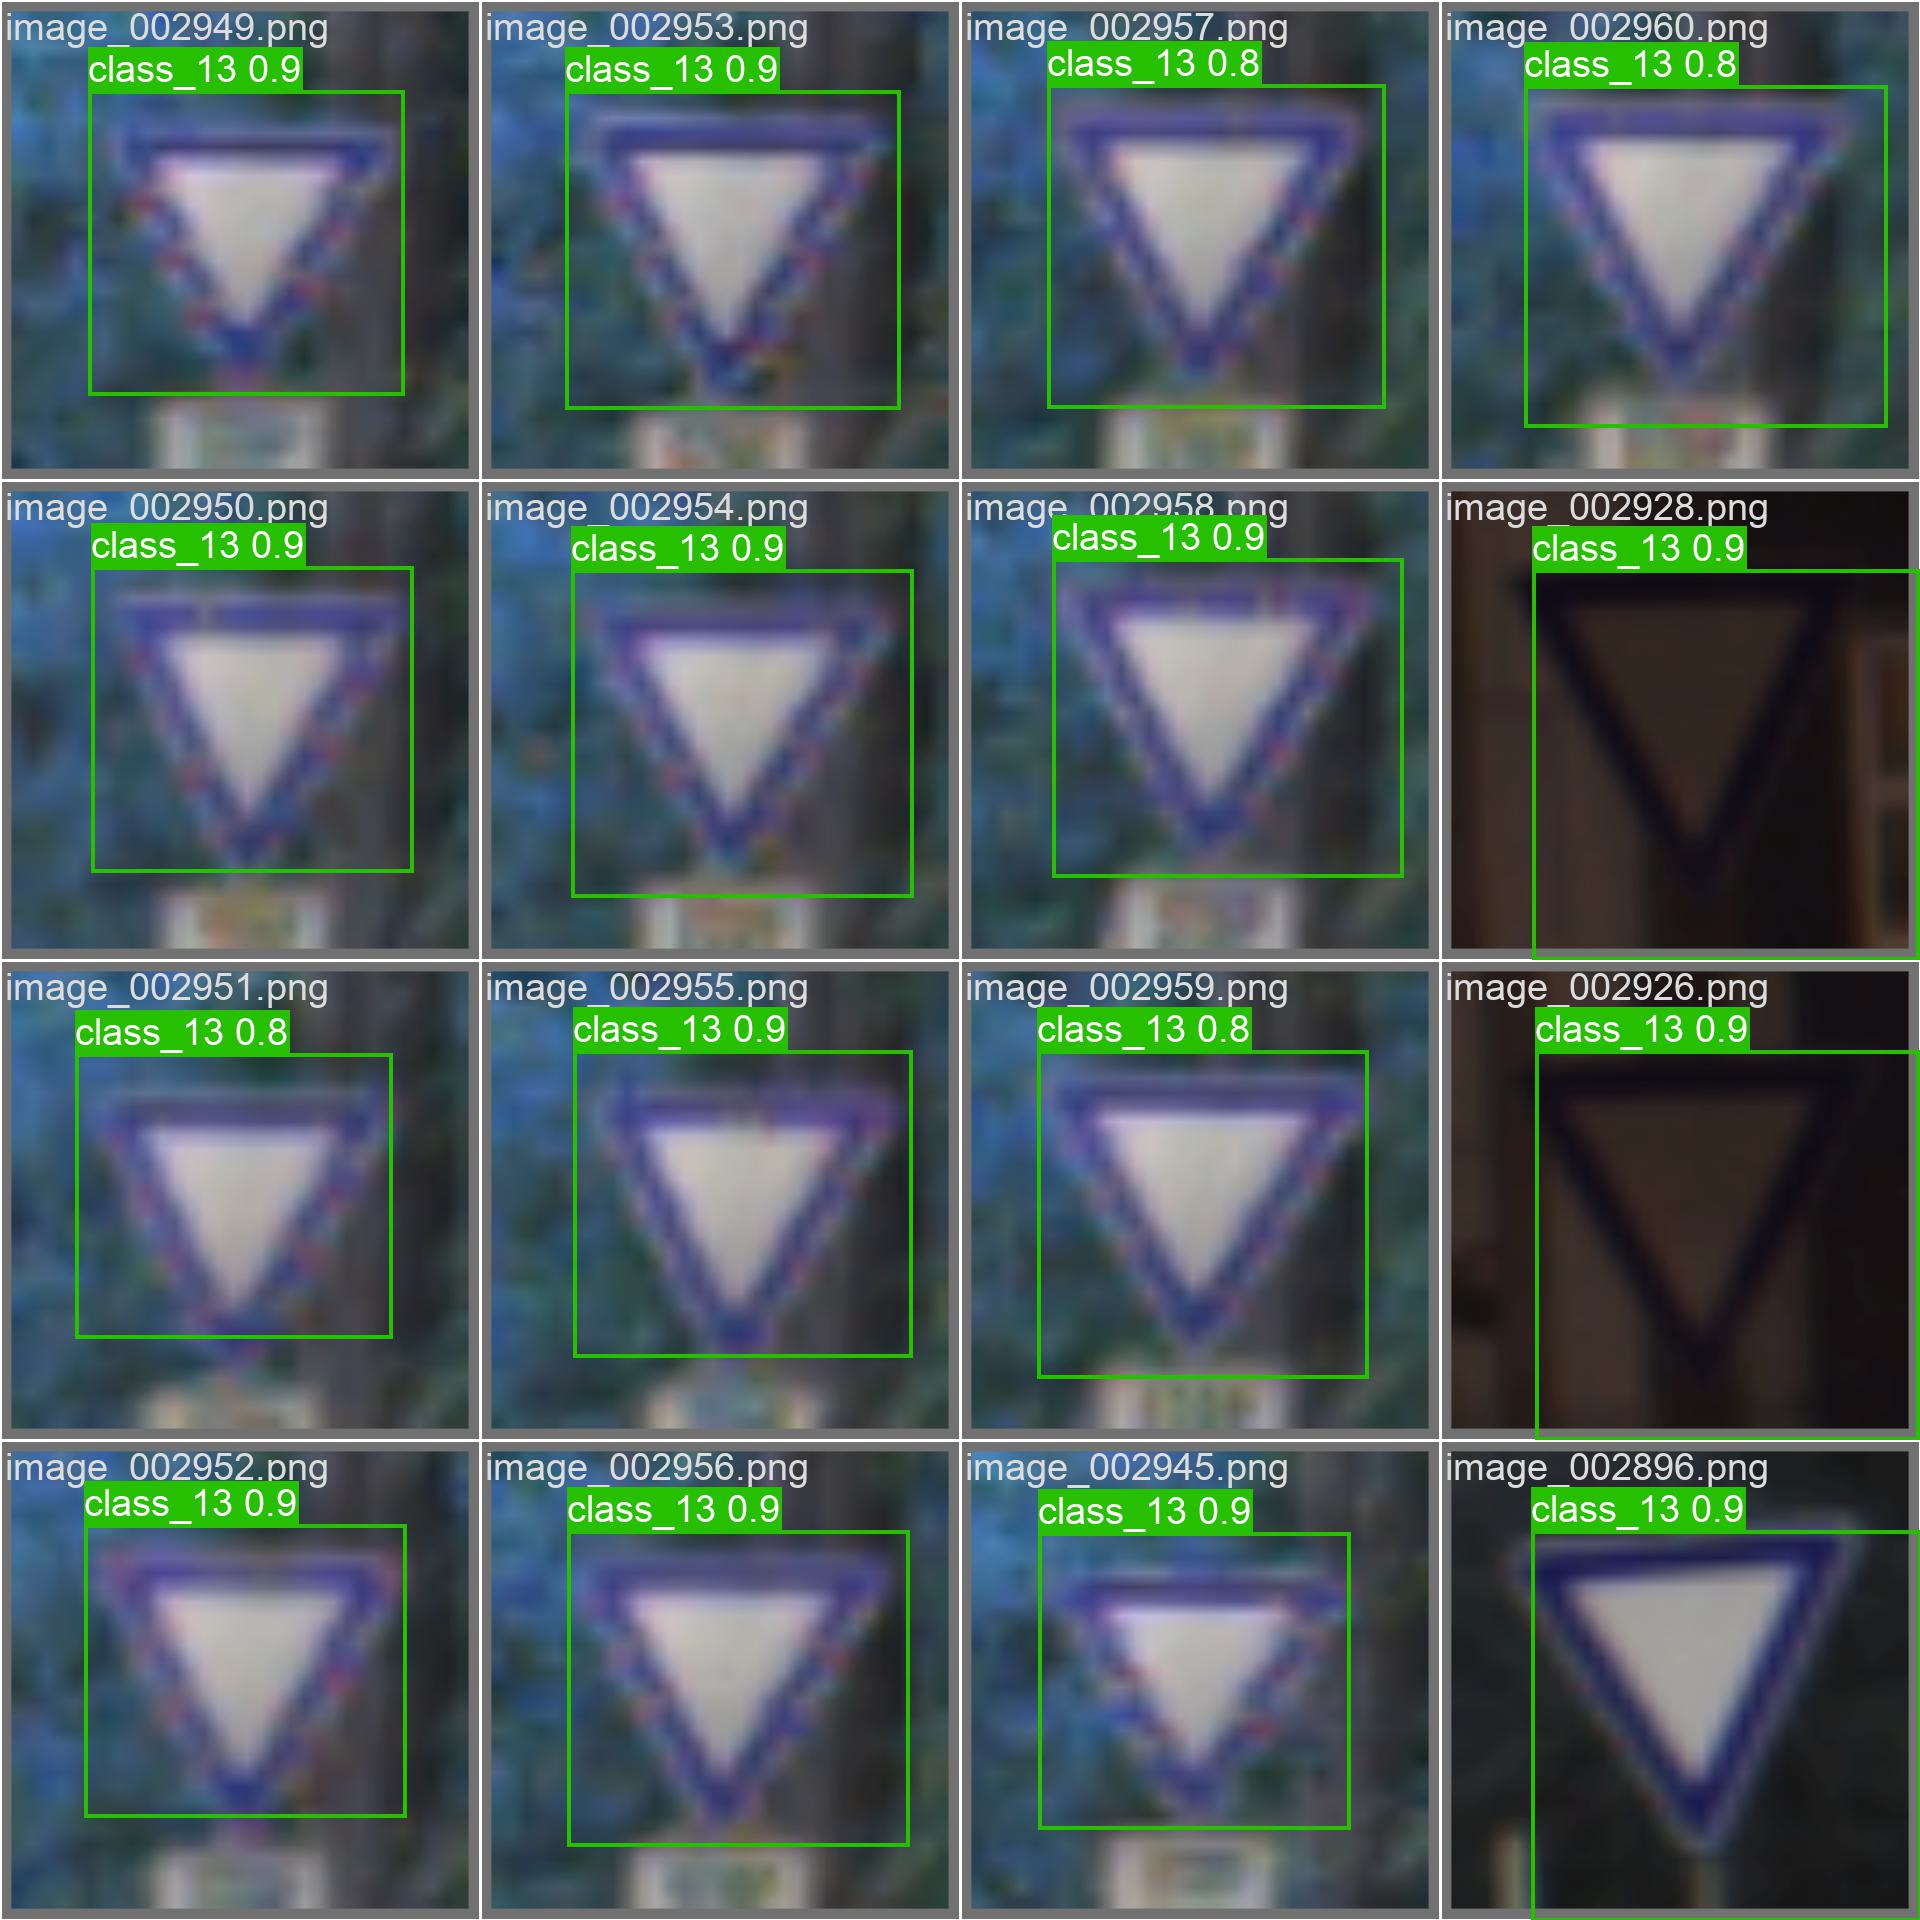 image_002949.png
class_13 0.9
image_002953.png
class_13 0.9
image_002957.png
class_13 0.8
image_002960.png
class_13 0.8
image_002950.png
class_13 0.9
image_002954.png
class_13 0.9
image_002958.png
class_13 0.9
image_002928.png
class_13 0.9
image_002951.png
class_13 0.8
image_002955.png
class_13 0.9
image_002959.png
class_13 0.8
image_002926.png
class_13 0.9
image_002952.png
class_13 0.9
image_002956.png
class_13 0.9
image_002945.png
class_13 0.9
image_002896.png
class_13 0.9